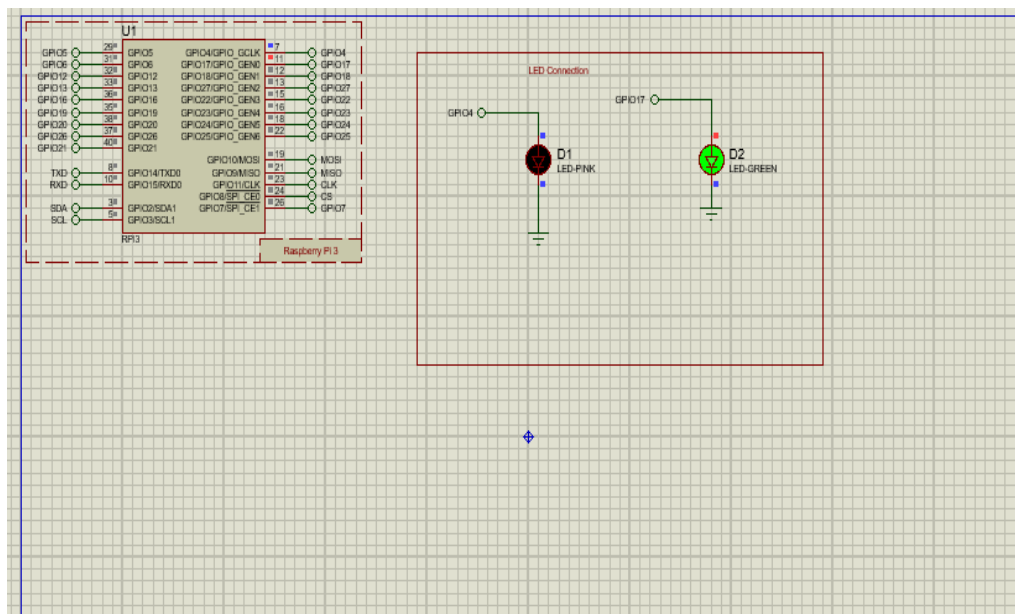 U1
GPIO5 29 GPIO5 GPIO4/GPIO_GCLK 7 GPIO4
GPIO6 31 GPIO6 GPIO17/GPIO_GEN0 11 GPIO17
GPIO12 32 GPIO12 GPIO18/GPIO_GEN1 12 GPIO18
GPIO13 33 GPIO13 GPIO27/GPIO_GEN2 13 GPIO27
GPIO16 36 GPIO16 GPIO22/GPIO_GEN3 15 GPIO22
GPIO19 35 GPIO19 GPIO23/GPIO_GEN4 16 GPIO23
GPIO20 38 GPIO20 GPIO24/GPIO_GEN5 18 GPIO24
GPIO26 37 GPIO26 GPIO25/GPIO_GEN6 22 GPIO25
GPIO21 40 GPIO21
GPIO10/MOSI 19 MOSI
TXD 8 GPIO14/TXD0 GPIO9/MISO 21 MISO
RXD 10 GPIO15/RXD0 GPIO11/CLK 23 CLK
GPIO8/SPI_CE0 24 CS
SDA 3 GPIO2/SDA1 GPIO7/SPI_CE1 26 GPIO7
SCL 5 GPIO3/SCL1
RPI3
Raspberry Pi 3
LED Connection
GPIO4
D1
LED-PINK
GPIO17
D2
LED-GREEN